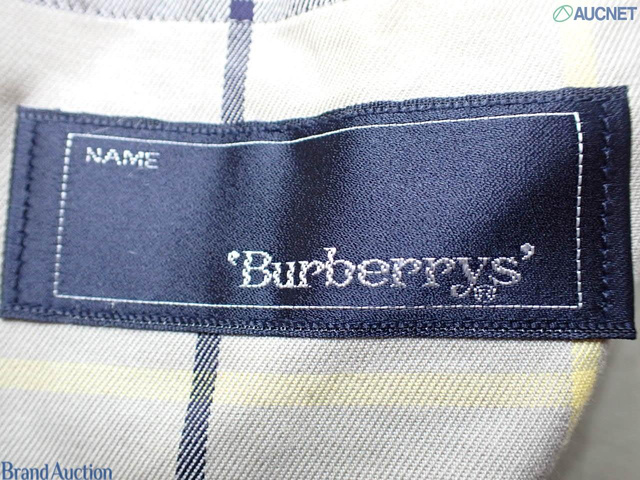 AUCNET
NAME
‘Burberrys’®
Brand Auction